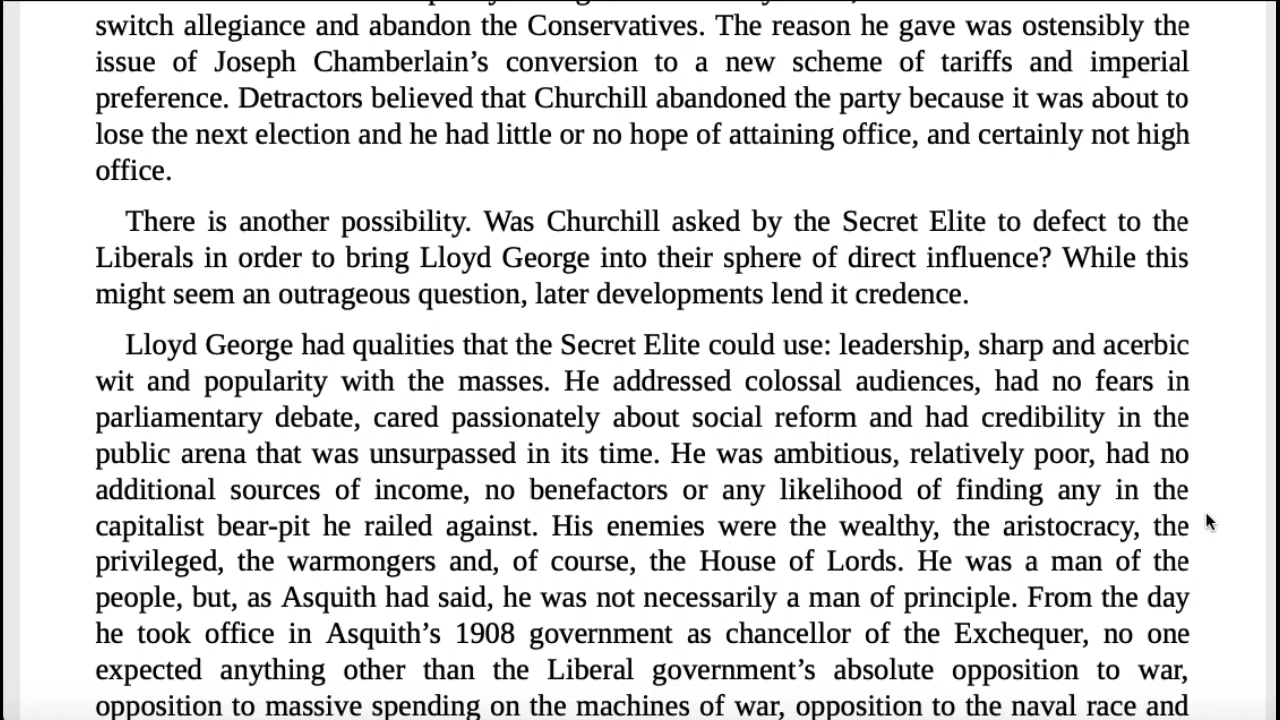 switch allegiance and abandon the Conservatives. The reason he gave was ostensibly the
issue of Joseph Chamberlain’s conversion to a new scheme of tariffs and imperial
preference. Detractors believed that Churchill abandoned the party because it was about to
lose the next election and he had little or no hope of attaining office, and certainly not high
office.
There is another possibility. Was Churchill asked by the Secret Elite to defect to the
Liberals in order to bring Lloyd George into their sphere of direct influence? While this
might seem an outrageous question, later developments lend it credence.
Lloyd George had qualities that the Secret Elite could use: leadership, sharp and acerbic
wit and popularity with the masses. He addressed colossal audiences, had no fears in
parliamentary debate, cared passionately about social reform and had credibility in the
public arena that was unsurpassed in its time. He was ambitious, relatively poor, had no
additional sources of income, no benefactors or any likelihood of finding any in the
capitalist bear-pit he railed against. His enemies were the wealthy, the aristocracy, the
privileged, the warmongers and, of course, the House of Lords. He was a man of the
people, but, as Asquith had said, he was not necessarily a man of principle. From the day
he took office in Asquith’s 1908 government as chancellor of the Exchequer, no one
expected anything other than the Liberal government’s absolute opposition to war,
opposition to massive spending on the machines of war, opposition to the naval race and